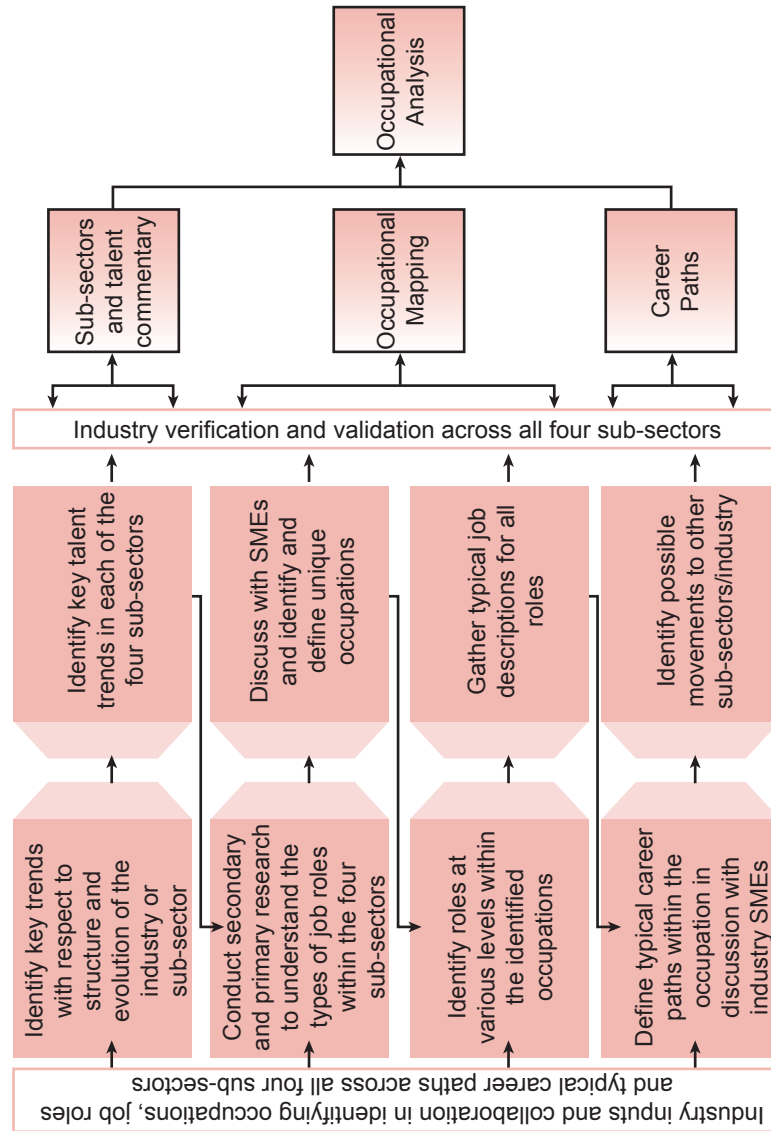 Industry inputs and collaboration in identifying occupations, job roles,
and typical career paths across all four sub-sectors
Identify key trends
with respect to
structure and
evolution of the
industry or
sub-sector
Identify key talent
trends in each of the
four sub-sectors
Conduct secondary
and primary research
to understand the
types of job roles
within the four
sub-sectors
Discuss with SMEs
and identify and
define unique
occupations
Identify roles at
various levels within
the identified
occupations
Gather typical job
descriptions for all
roles
Define typical career
paths within the
occupation in
discussion with
industry SMEs
Identify possible
movements to other
sub-sectors/industry
Industry verification and validation across all four sub-sectors
Sub-sectors
and talent
commentary
Occupational
Mapping
Career
Paths
Occupational
Analysis